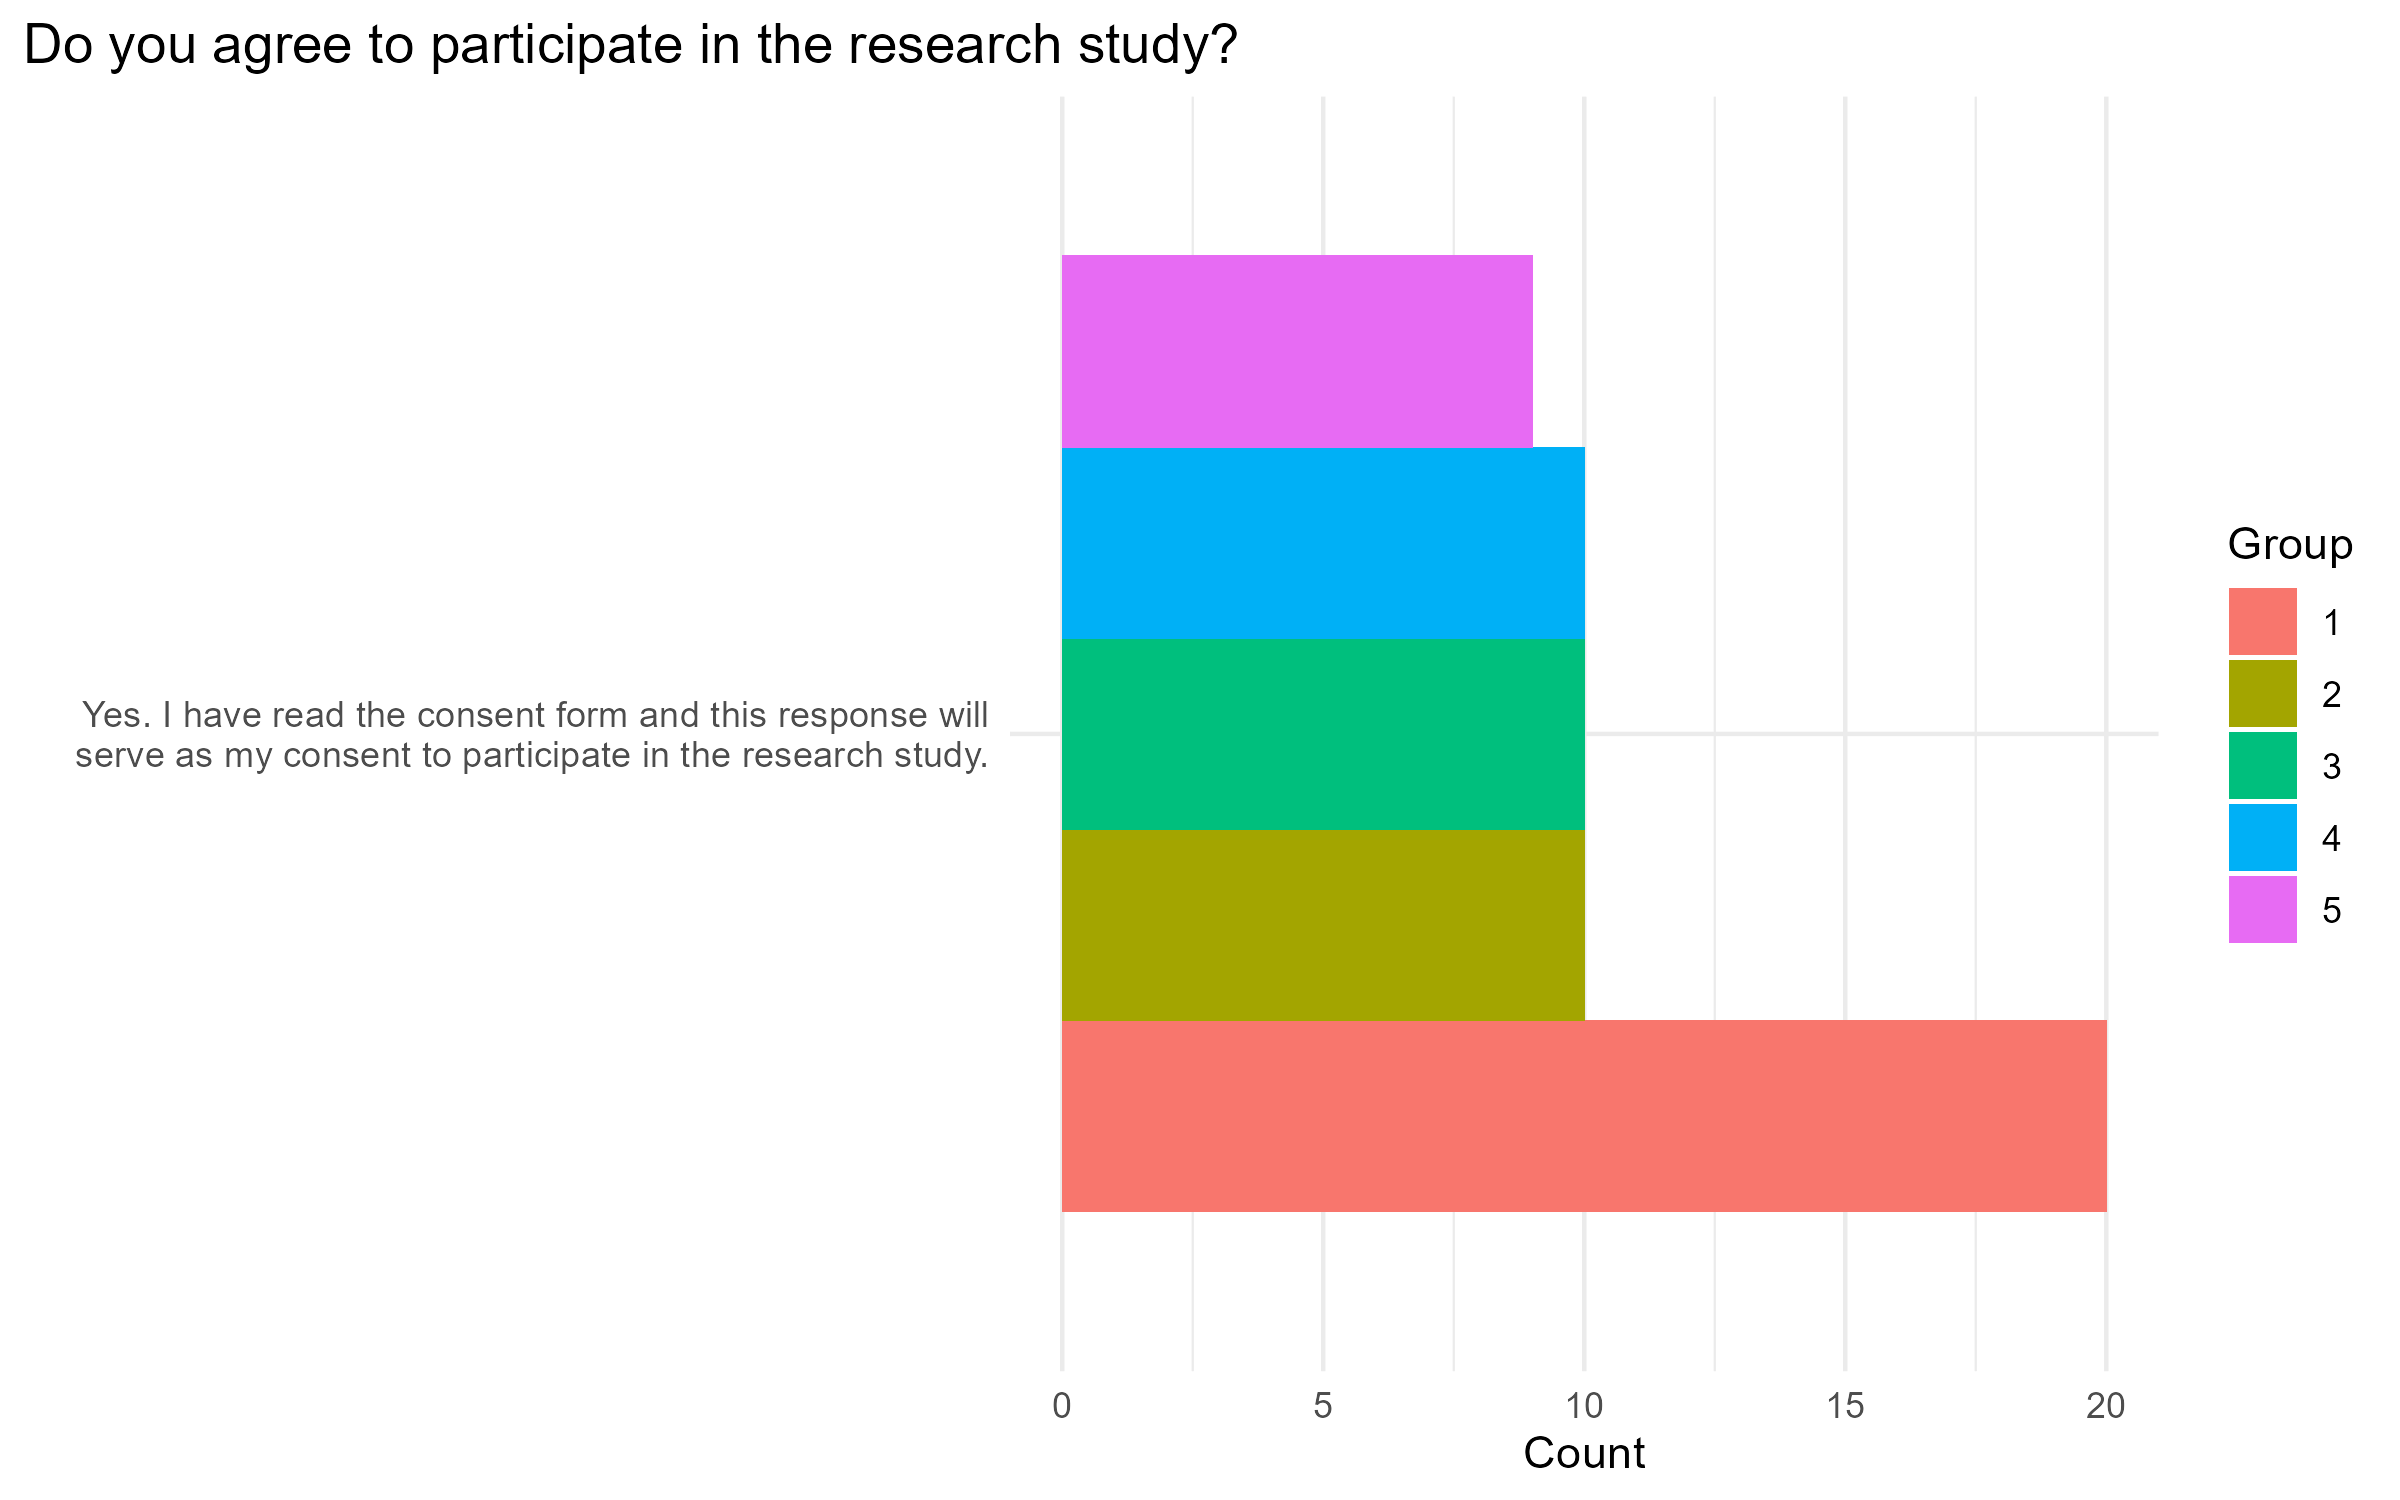 Do you agree to participate in the research study?
Yes. I have read the consent form and this response will
serve as my consent to participate in the research study.
Group
1
2
3
4
5
0 5 10 15 20
Count